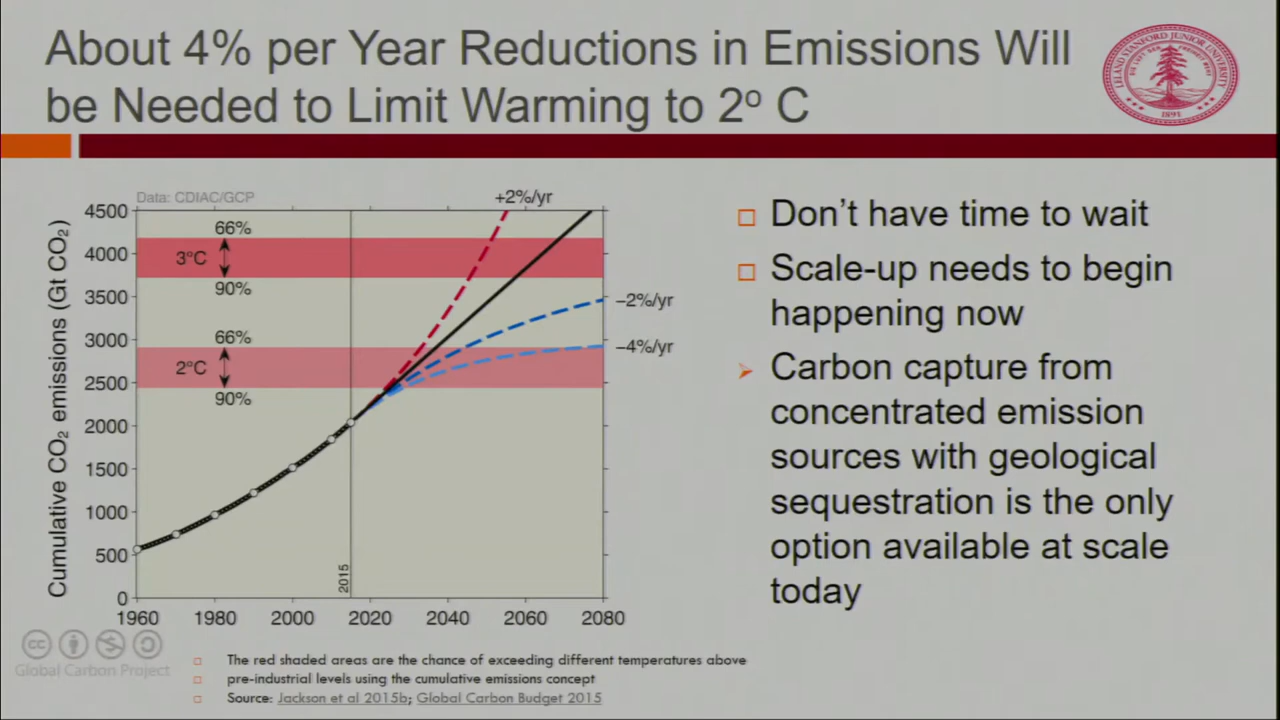 About 4% per Year Reductions in Emissions Will
be Needed to Limit Warming to 2° C
Data: CDIAC/GCP
+2%/yr
4500
4000
3500
3000
2500
2000
1500
1000
500
0
Cumulative CO₂ emissions (Gt CO₂)
66%
3°C
90%
66%
2°C
90%
−2%/yr
−4%/yr
2015
1960 1980 2000 2020 2040 2060 2080
Don't have time to wait
Scale-up needs to begin
happening now
Carbon capture from
concentrated emission
sources with geological
sequestration is the only
option available at scale
today
cc
Global Carbon Project
The red shaded areas are the chance of exceeding different temperatures above
pre-industrial levels using the cumulative emissions concept
Source: Jackson et al 2015b; Global Carbon Budget 2015
LELAND STANFORD JUNIOR UNIVERSITY
1891